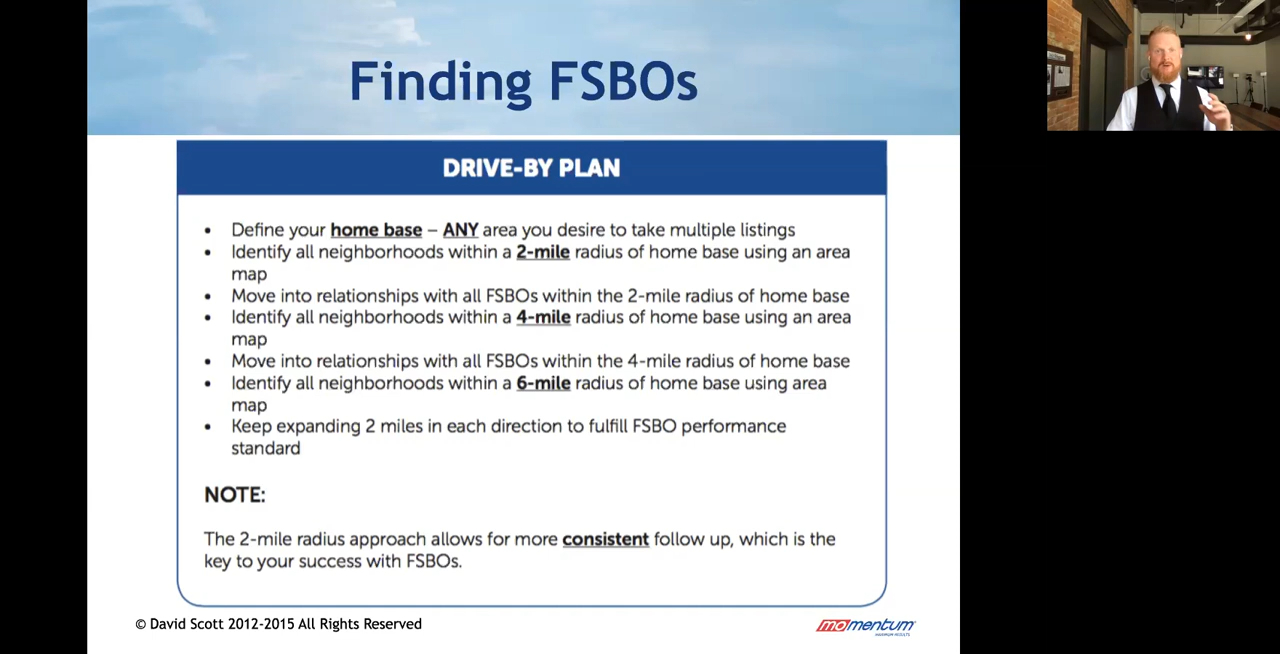 Finding FSBOs
DRIVE-BY PLAN
• Define your home base – ANY area you desire to take multiple listings
• Identify all neighborhoods within a 2-mile radius of home base using an area
map
• Move into relationships with all FSBOs within the 2-mile radius of home base
• Identify all neighborhoods within a 4-mile radius of home base using an area
map
• Move into relationships with all FSBOs within the 4-mile radius of home base
• Identify all neighborhoods within a 6-mile radius of home base using area
map
• Keep expanding 2 miles in each direction to fulfill FSBO performance
standard
NOTE:
The 2-mile radius approach allows for more consistent follow up, which is the
key to your success with FSBOs.
© David Scott 2012-2015 All Rights Reserved
momentum